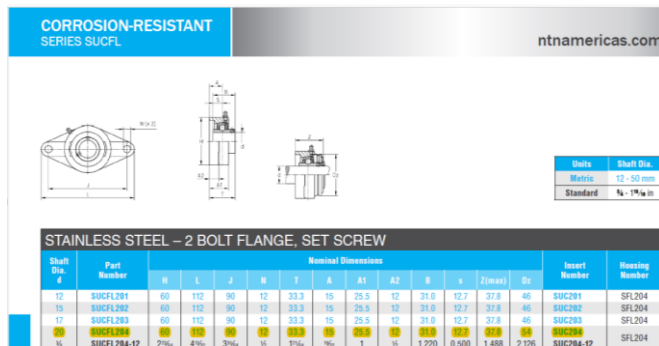 CORROSION-RESISTANT
SERIES SUCFL
ntnamericas.com
Units Shaft Dia.
Metric 12 - 50 mm
Standard
STAINLESS STEEL – 2 BOLT FLANGE, SET SCREW
Shaft Dia. d Part Number Nominal Dimensions Insert Number Housing Number
H L J N T A A1 A2 B s Z(max) Dz
12 SUCFL201 60 112 90 12 33.3 15 25.5 12 31.0 12.7 37.8 46 SUC201 SFL204
15 SUCFL202 60 112 90 12 33.3 15 25.5 12 31.0 12.7 37.8 46 SUC202 SFL204
17 SUCFL203 60 112 90 12 33.3 15 25.5 12 31.0 12.7 37.8 46 SUC203 SFL204
20 SUCFL204 60 112 90 12 33.3 15 25.5 12 31.0 12.7 37.8 54 SUC204 SFL204
SUCFL204-12 1 1.220 0.500 1.488 2.126 SUC204-12